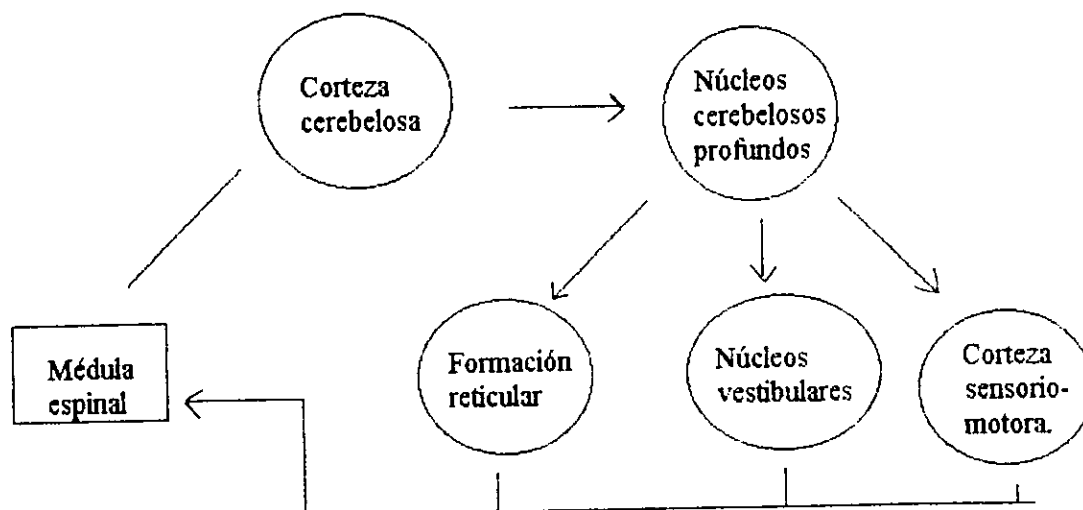 Corteza
cerebelosa
Núcleos
cerebelosos
profundos
Médula
espinal
Formación
reticular
Núcleos
vestibulares
Corteza
sensorio-
motora.